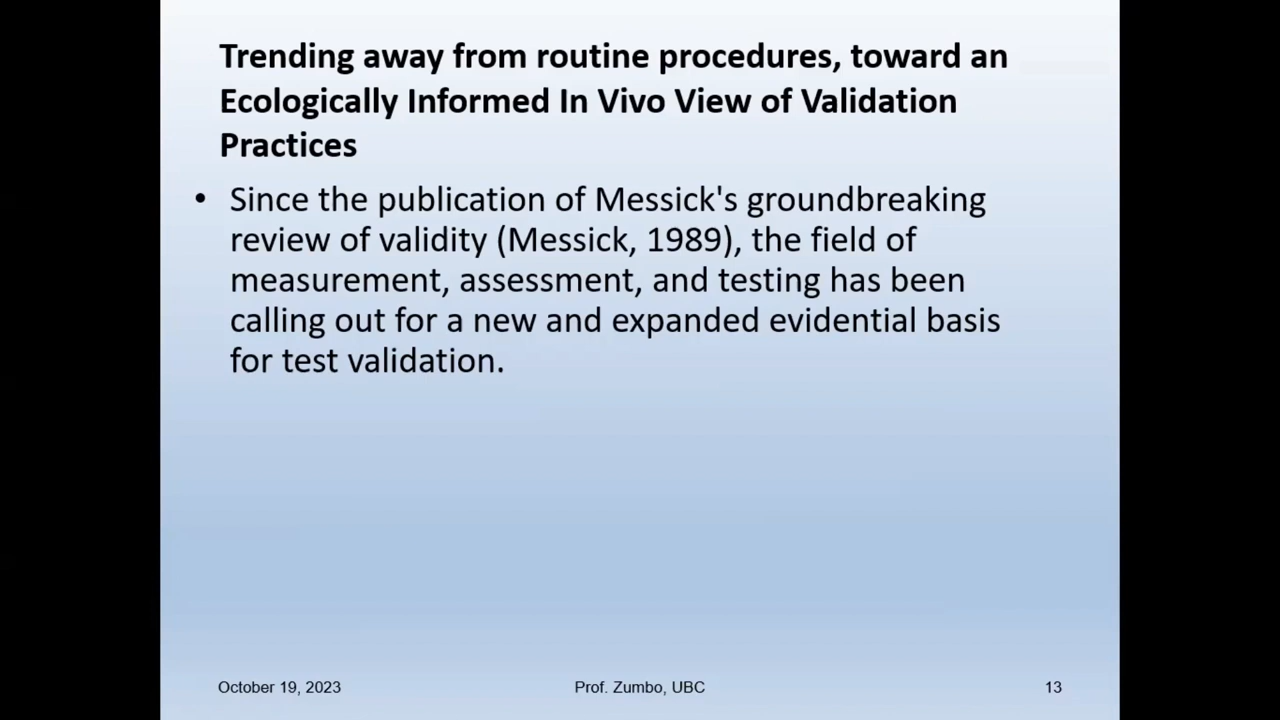 Trending away from routine procedures, toward an
Ecologically Informed In Vivo View of Validation
Practices
• Since the publication of Messick's groundbreaking
review of validity (Messick, 1989), the field of
measurement, assessment, and testing has been
calling out for a new and expanded evidential basis
for test validation.
October 19, 2023
Prof. Zumbo, UBC
13